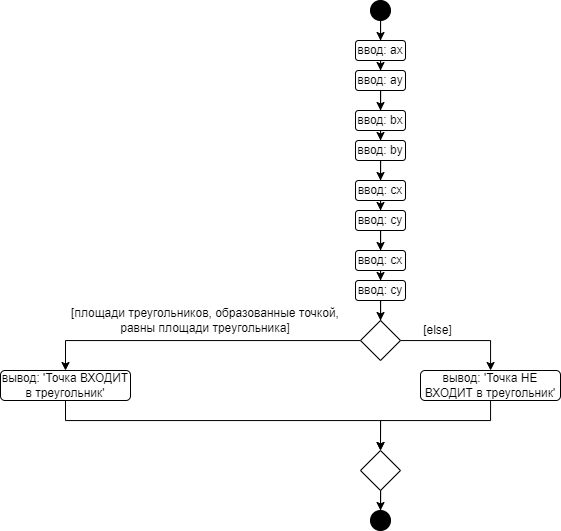 ввод: ax
ввод: ay
ввод: bx
ввод: by
ввод: cx
ввод: cy
ввод: cx
ввод: cy
[площади треугольников, образованные точкой,
равны площади треугольника]
[else]
вывод: 'Точка ВХОДИТ
в треугольник'
вывод: 'Точка НЕ
ВХОДИТ в треугольник'